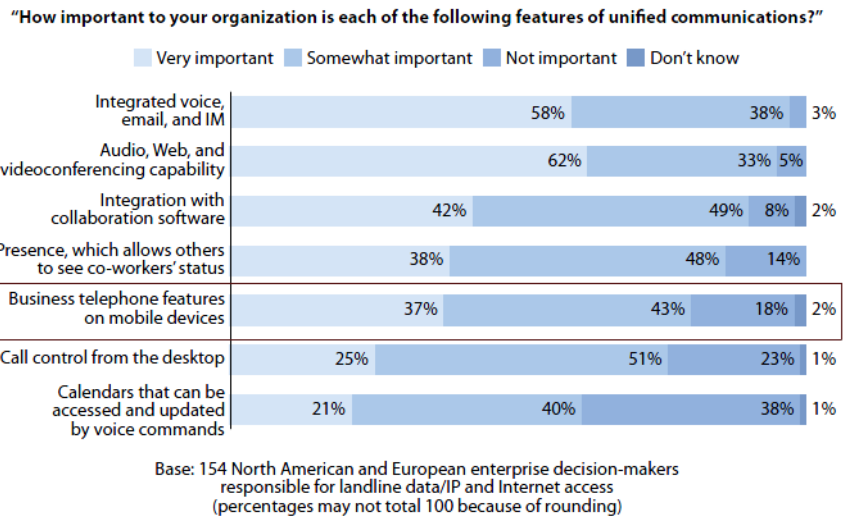 “How important to your organization is each of the following features of unified communications?”
Very important Somewhat important Not important Don’t know
Integrated voice,
email, and IM
58% 38% 3%
Audio, Web, and
videoconferencing capability
62% 33% 5%
Integration with
collaboration software
42% 49% 8% 2%
Presence, which allows others
to see co-workers’ status
38% 48% 14%
Business telephone features
on mobile devices
37% 43% 18% 2%
Call control from the desktop
25% 51% 23% 1%
Calendars that can be
accessed and updated
by voice commands
21% 40% 38% 1%
Base: 154 North American and European enterprise decision-makers
responsible for landline data/IP and Internet access
(percentages may not total 100 because of rounding)